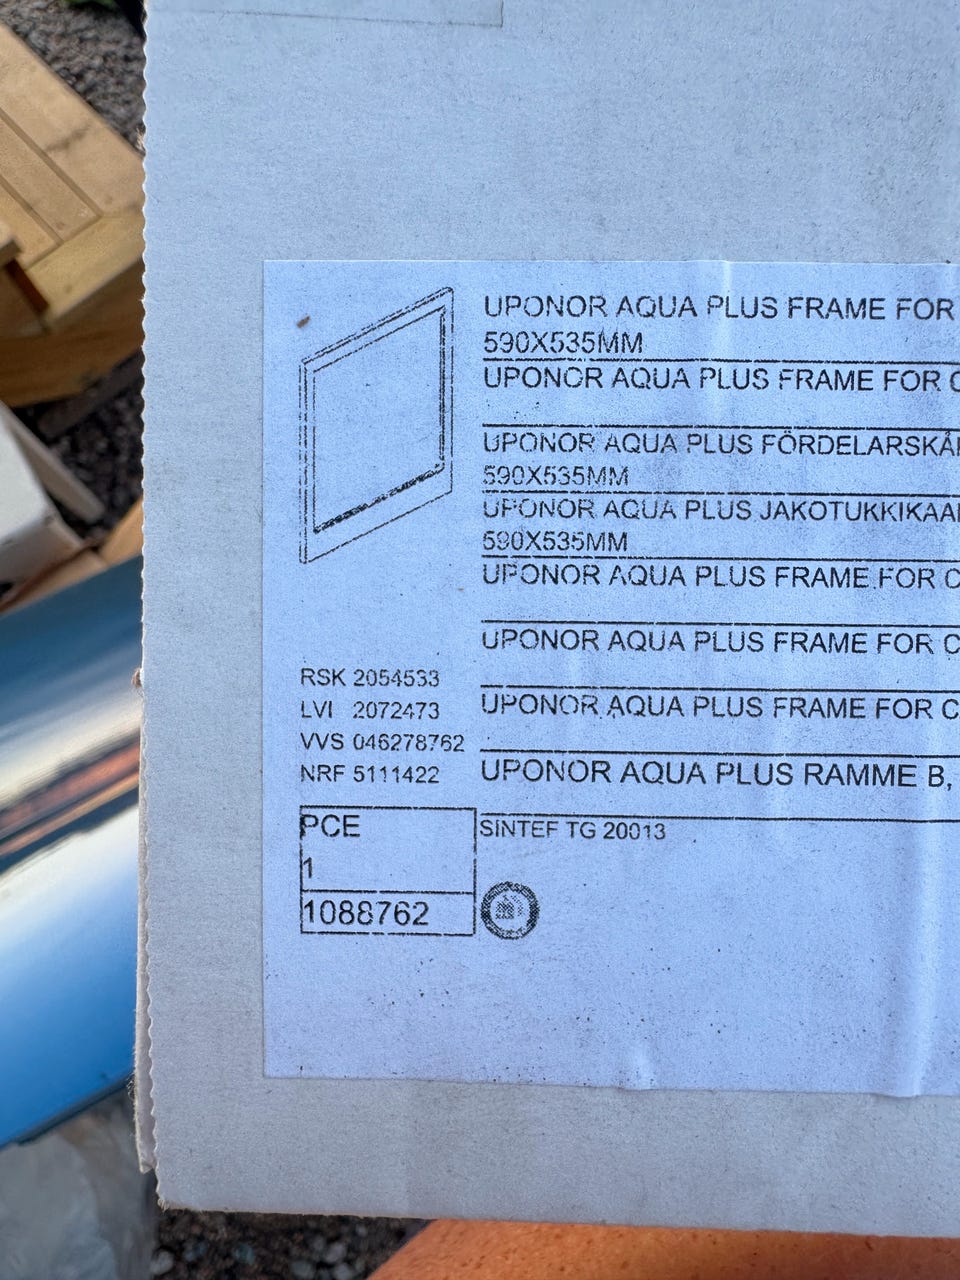 UPONOR AQUA PLUS FRAME FOR
590X535MM
UPONOR AQUA PLUS FRAME FOR C
UPONOR AQUA PLUS FÖRDELARSKÅ
590X535MM
UPONOR AQUA PLUS JAKOTUKKIKAA
590X535MM
UPONOR AQUA PLUS FRAME FOR C
UPONOR AQUA PLUS FRAME FOR C
UPONOR AQUA PLUS FRAME FOR C
UPONOR AQUA PLUS RAMME B,
RSK 2054533
LVI 2072473
VVS 046278762
NRF 5111422
PCE
1
1088762
SINTEF TG 20013